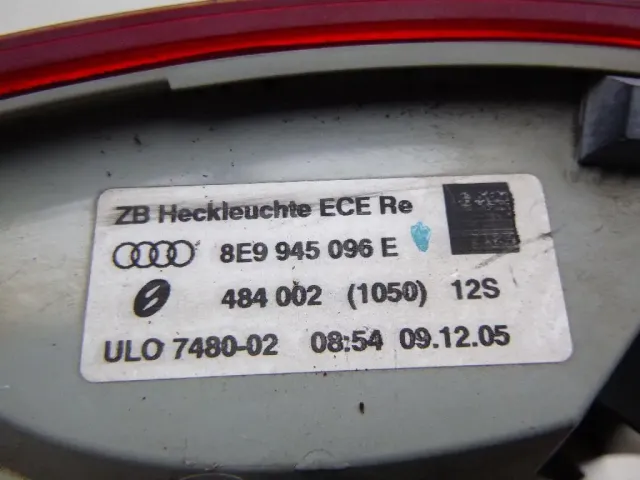 ZB Heckleuchte ECE Re
8E9 945 096 E
484 002 (1050) 12S
ULO 7480-02 08:54 09.12.05